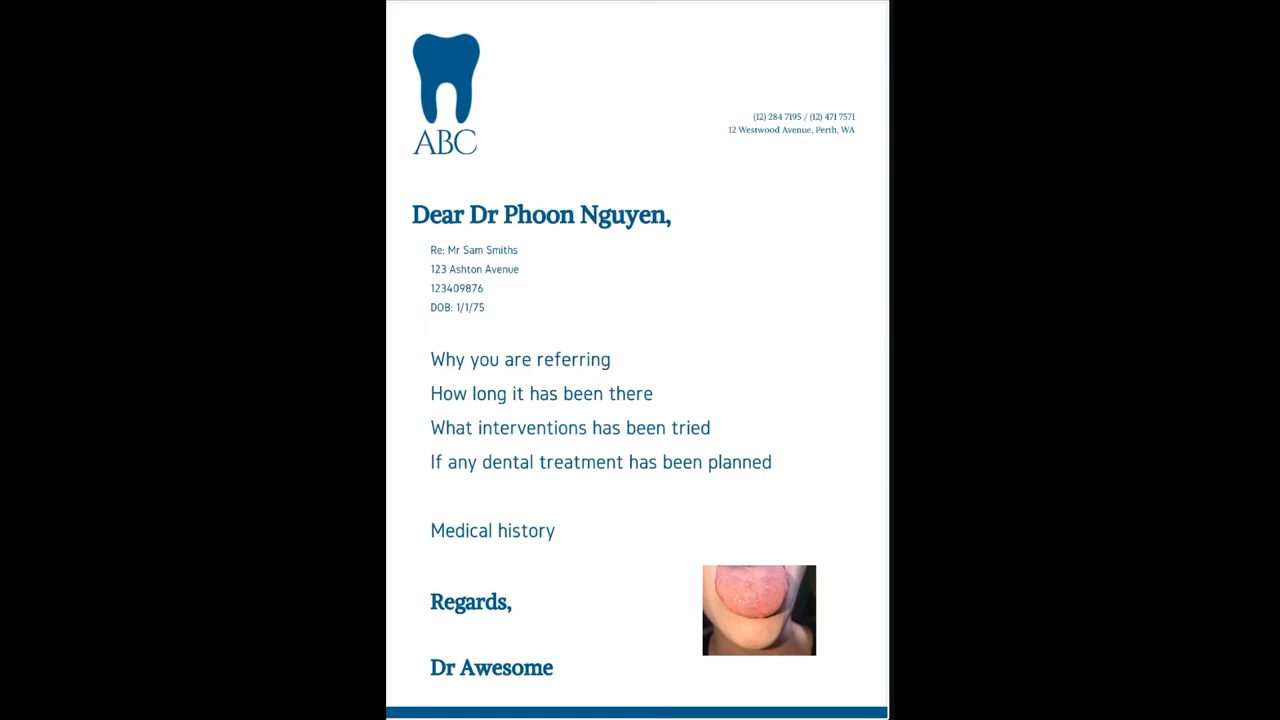 ABC
(12) 284 7195 / (12) 471 7571
12 Westwood Avenue, Perth, WA
Dear Dr Phoon Nguyen,
Re: Mr Sam Smiths
123 Ashton Avenue
123409876
DOB: 1/1/75
Why you are referring
How long it has been there
What interventions has been tried
If any dental treatment has been planned
Medical history
Regards,
Dr Awesome